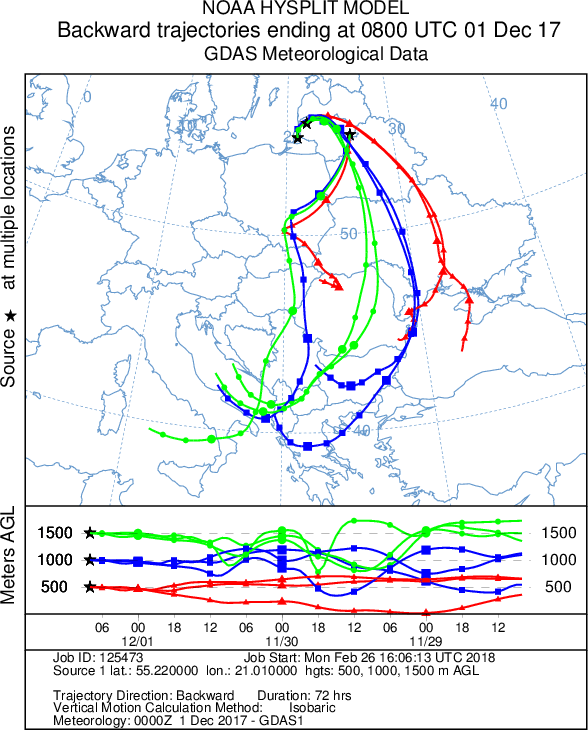 NOAA HYSPLIT MODEL
Backward trajectories ending at 0800 UTC 01 Dec 17
GDAS Meteorological Data
Source ★ at multiple locations
0
40
30
50
40
Meters AGL
1500 1500
1000 1000
500 500
06 00 18 12 06 00 18 12 06 00 18 12
12/01 11/30 11/29
Job ID: 125473 Job Start: Mon Feb 26 16:06:13 UTC 2018
Source 1 lat.: 55.220000 lon.: 21.010000 hgts: 500, 1000, 1500 m AGL
Trajectory Direction: Backward Duration: 72 hrs
Vertical Motion Calculation Method: Isobaric
Meteorology: 0000Z 1 Dec 2017 - GDAS1